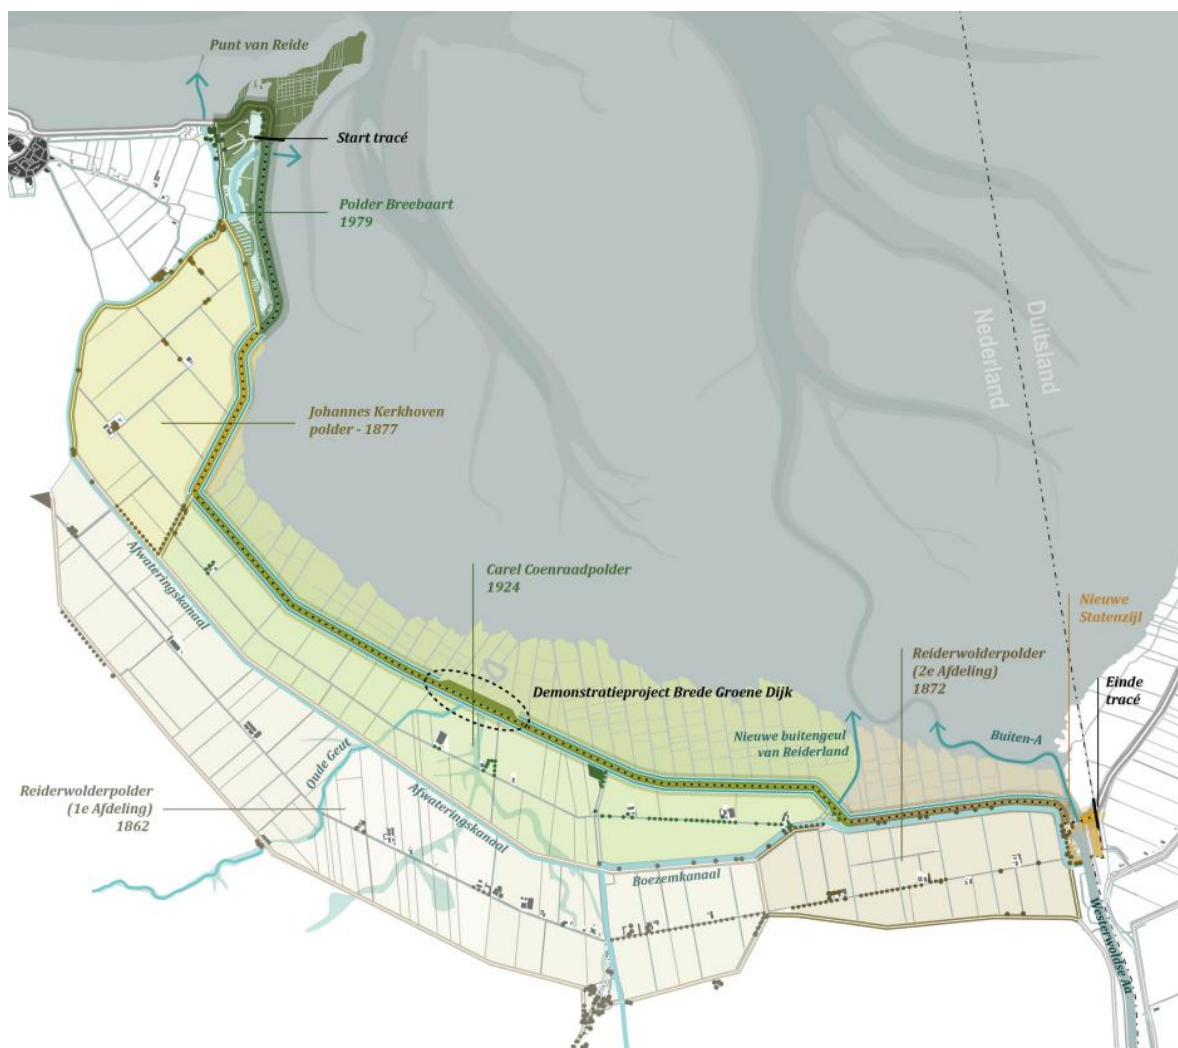 Punt van Reide
Start tracé
Polder Breebaart
1979
Duitsland
Nederland
Johannes Kerkhoven
polder - 1877
Afwateringskanaal
Carel Coenraadpolder
1924
Nieuwe
Statenzijl
Reiderwolderpolder
(2e Afdeling)
1872
Einde
tracé
Demonstratieproject Brede Groene Dijk
Nieuwe buitengeul
van Reiderland
Buiten-A
Oude Geut
Reiderwolderpolder
(1e Afdeling)
1862
Afwateringskandal
Boezemkanaal
Westerwoldse Aa